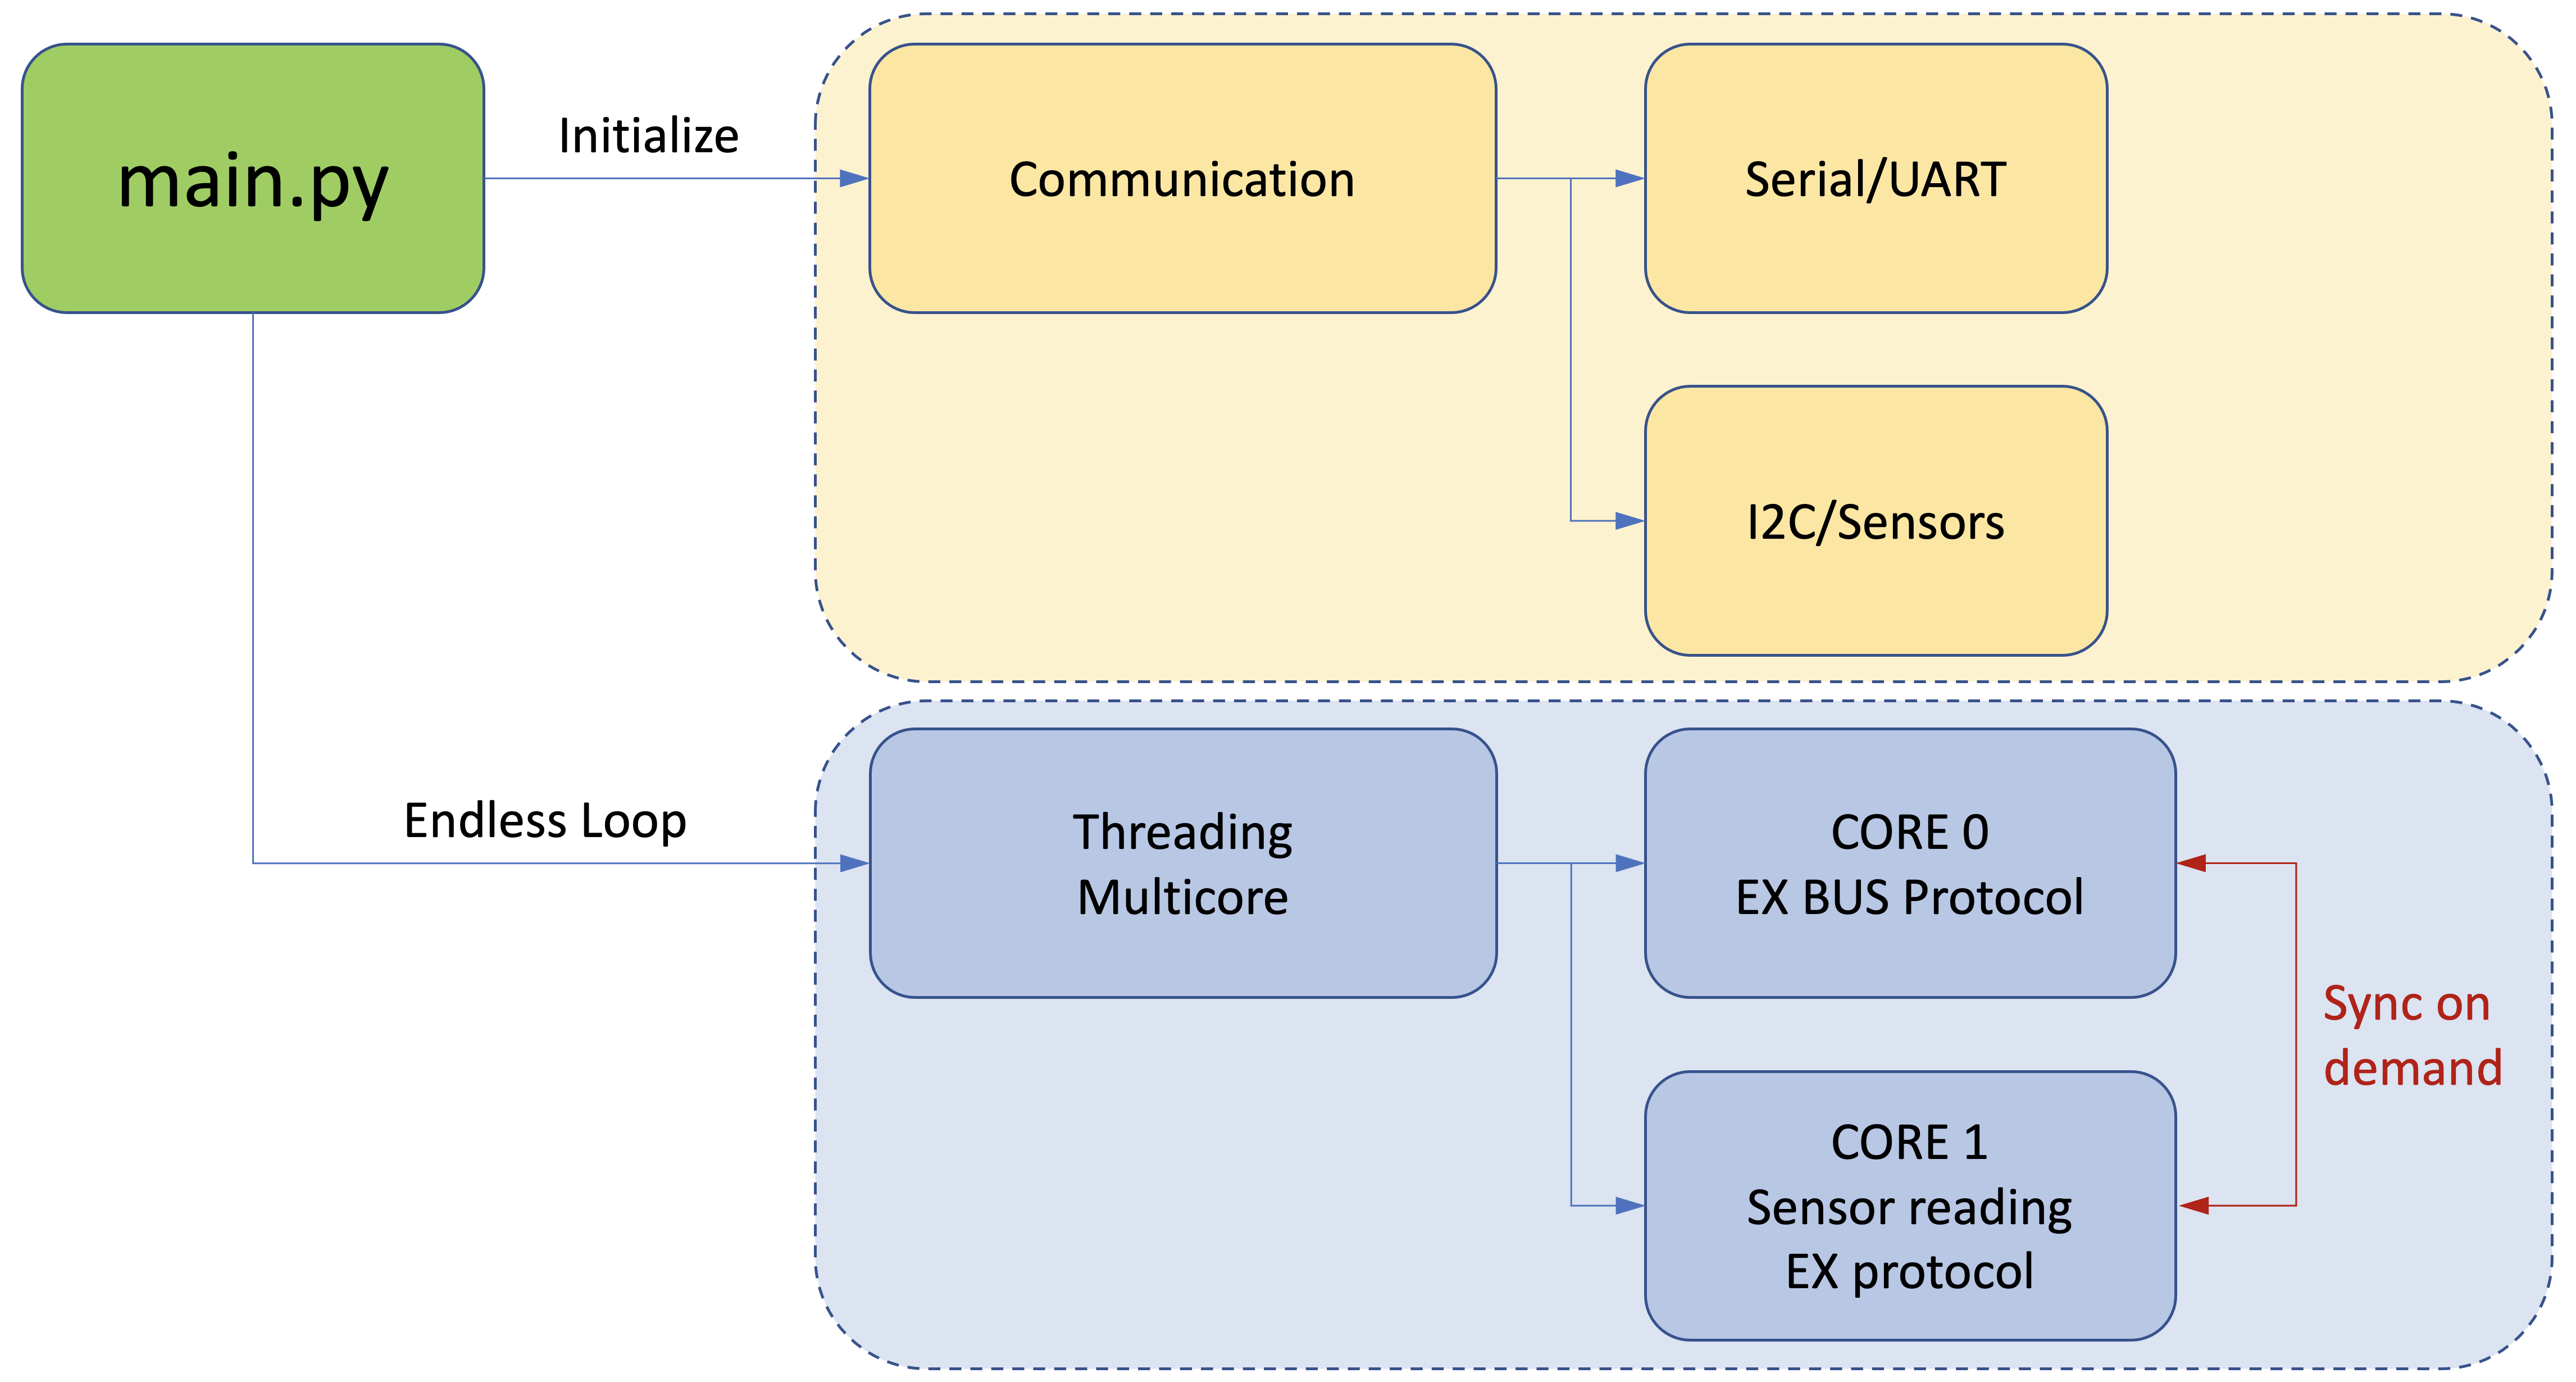 main.py
Initialize
Communication
Serial/UART
I2C/Sensors
Endless Loop
Threading
Multicore
CORE 0
EX BUS Protocol
Sync on
demand
CORE 1
Sensor reading
EX protocol